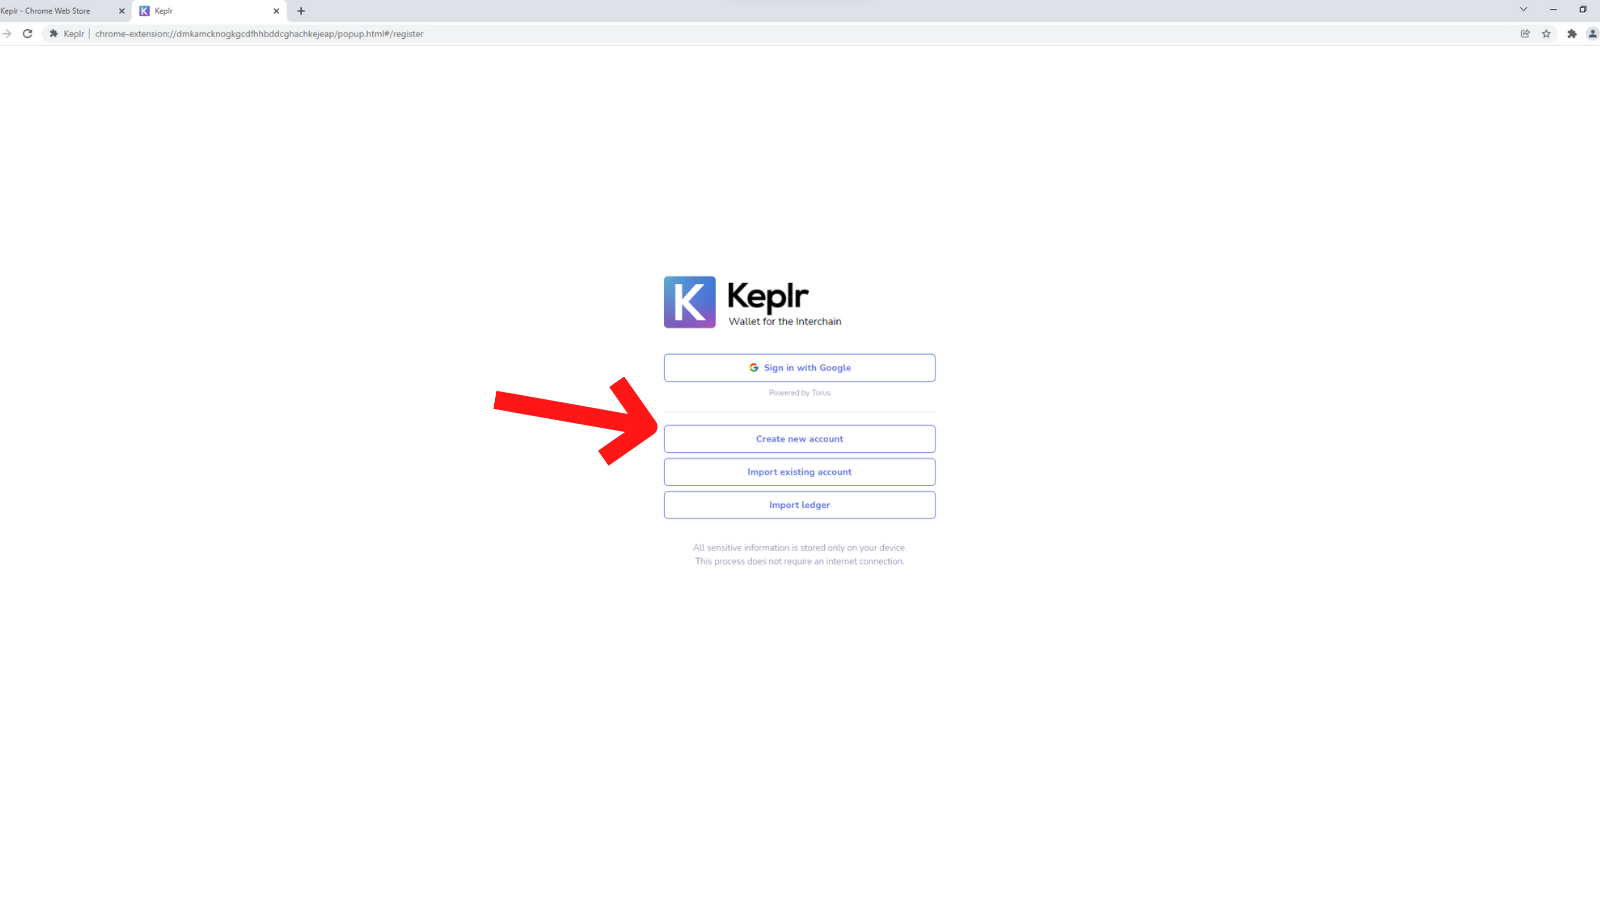 Keplr - Chrome Web Store
Keplr
Keplr | chrome-extension://dmkamcknogkgcdfhhbddcghachkejeap/popup.html#/register
K
Keplr
Wallet for the Interchain
Sign in with Google
Powered by Torus
Create new account
Import existing account
Import ledger
All sensitive information is stored only on your device.
This process does not require an internet connection.